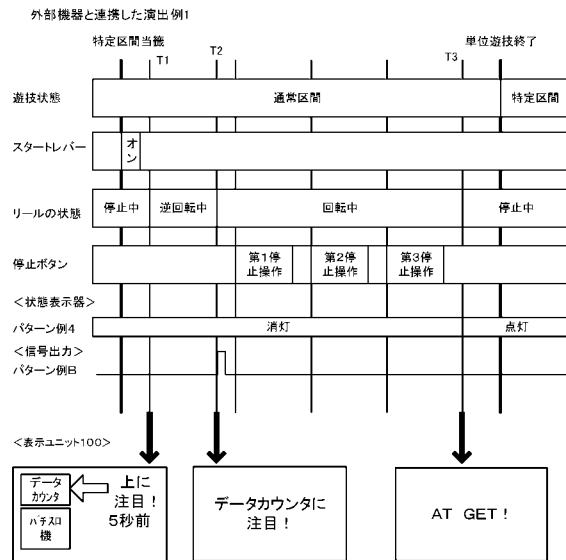 外部機器と連携した演出例1
特定区間当籤
T1
T2
T3
単位遊技終了
遊技状態
通常区間
特定区間
スタートレバー
オン
リールの状態
停止中
逆回転中
回転中
停止中
停止ボタン
第1停
止操作
第2停
止操作
第3停
止操作
<状態表示器>
パターン例4
消灯
点灯
<信号出力>
パターン例B
<表示ユニット100>
データ
カウンタ
パチスロ
機
上に
注目!
5秒前
データカウンタに
注目!
AT GET!